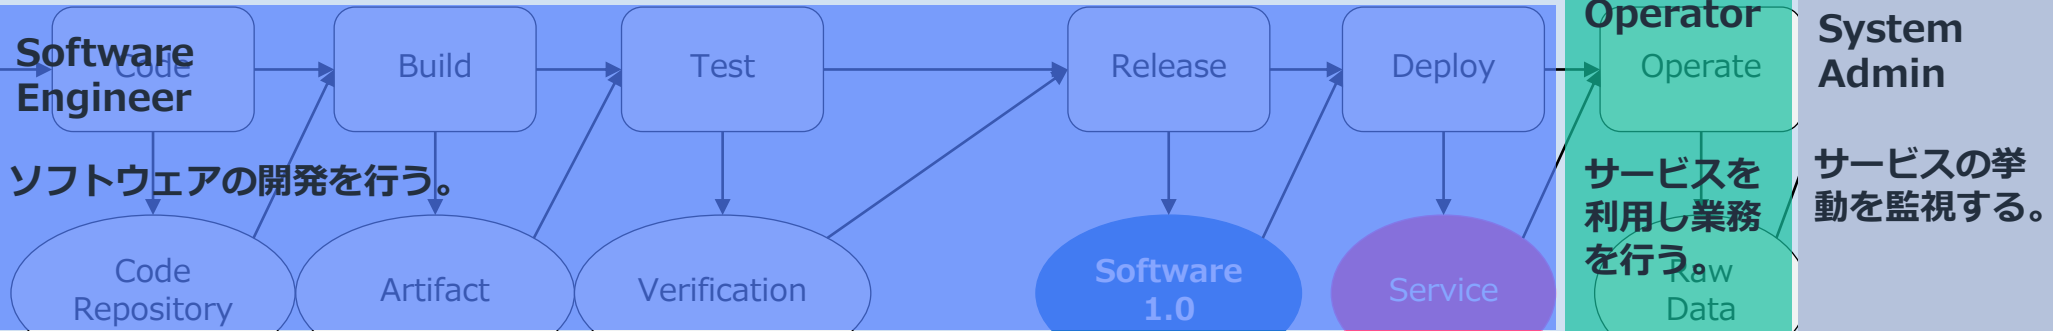 Software
Engineer
ソフトウェアの開発を行う。
Code
Build
Test
Release
Deploy
Code
Repository
Artifact
Verification
Software
1.0
Service
Operator
Operate
サービスを
利用し業務
を行う。
Raw
Data
System
Admin
サービスの挙
動を監視する。